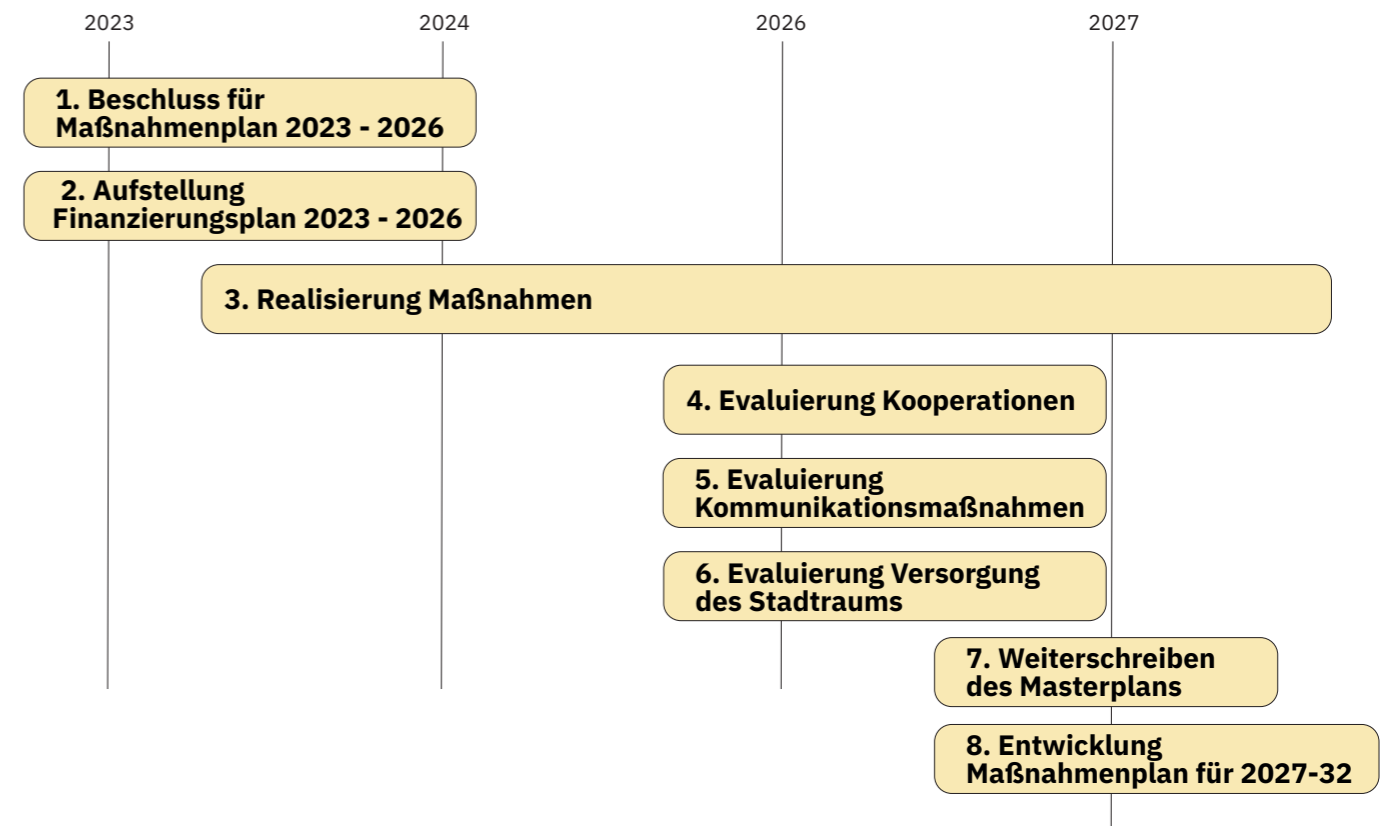 2023
2024
2026
2027
1. Beschluss für
Maßnahmenplan 2023 - 2026
2. Aufstellung
Finanzierungsplan 2023 - 2026
3. Realisierung Maßnahmen
4. Evaluierung Kooperationen
5. Evaluierung
Kommunikationsmaßnahmen
6. Evaluierung Versorgung
des Stadtraums
7. Weiterschreiben
des Masterplans
8. Entwicklung
Maßnahmenplan für 2027-32